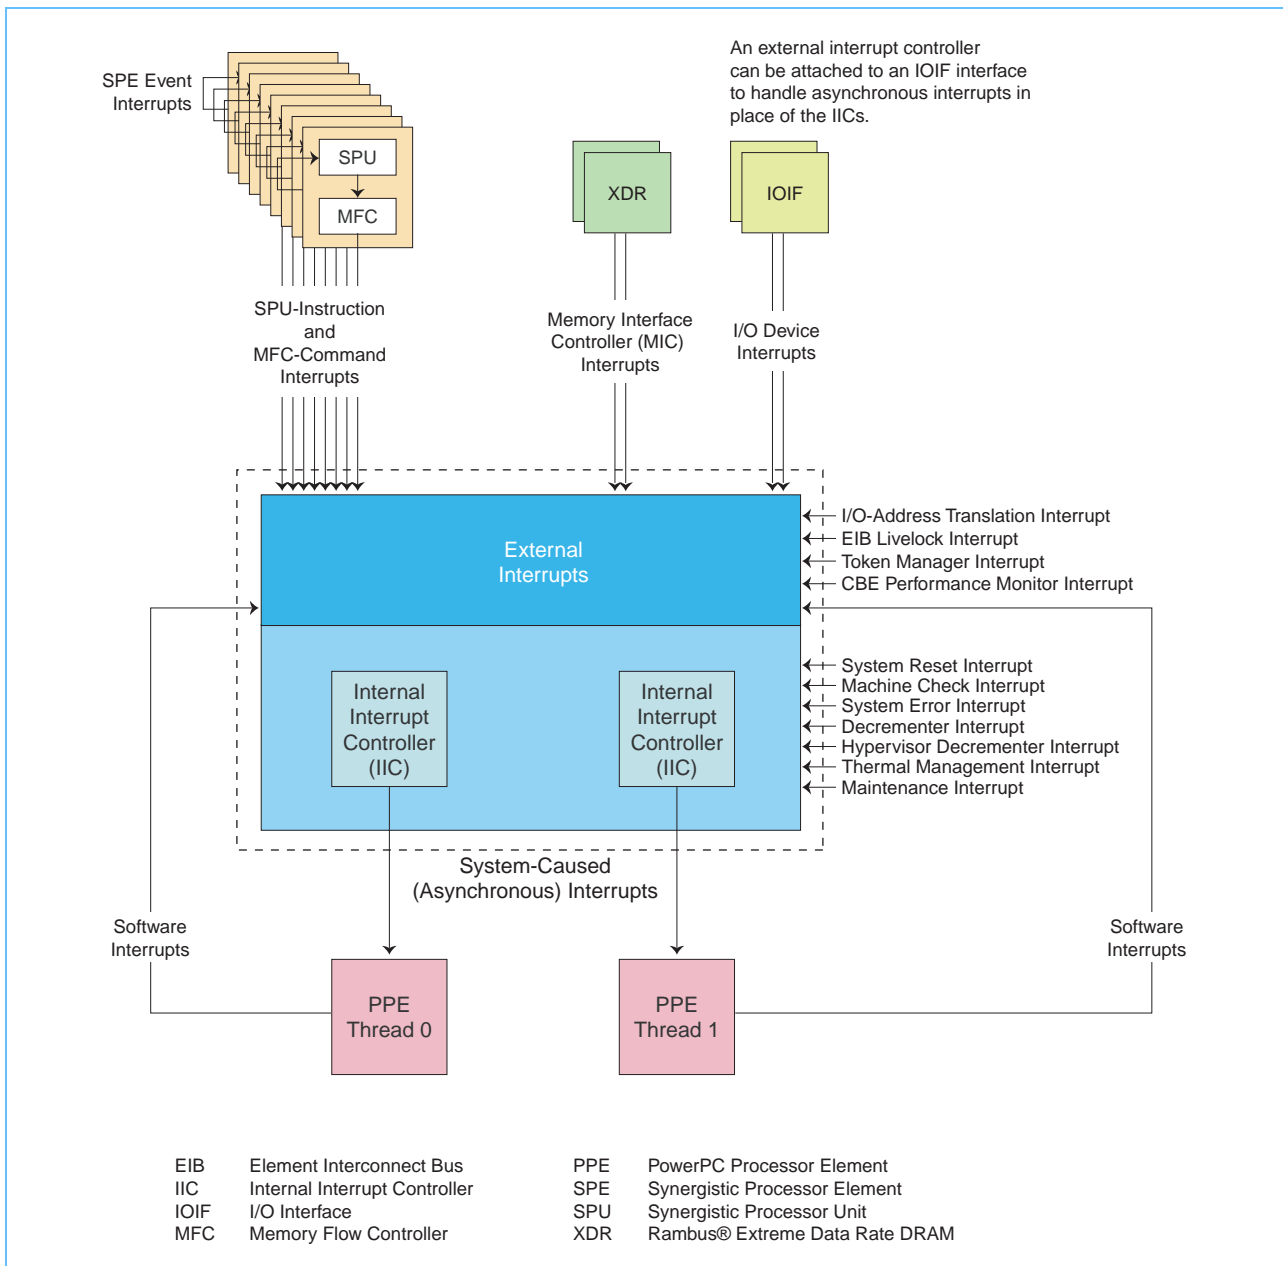 An external interrupt controller
can be attached to an IOIF interface
to handle asynchronous interrupts in
place of the IICs.
SPE Event
Interrupts
SPU
MFC
XDR
IOIF
SPU-Instruction
and
MFC-Command
Interrupts
Memory Interface
Controller (MIC)
Interrupts
I/O Device
Interrupts
External
Interrupts
I/O-Address Translation Interrupt
EIB Livelock Interrupt
Token Manager Interrupt
CBE Performance Monitor Interrupt
Internal
Interrupt
Controller
(IIC)
Internal
Interrupt
Controller
(IIC)
System Reset Interrupt
Machine Check Interrupt
System Error Interrupt
Decrementer Interrupt
Hypervisor Decrementer Interrupt
Thermal Management Interrupt
Maintenance Interrupt
System-Caused
(Asynchronous) Interrupts
Software
Interrupts
Software
Interrupts
PPE
Thread 0
PPE
Thread 1
EIB Element Interconnect Bus
IIC Internal Interrupt Controller
IOIF I/O Interface
MFC Memory Flow Controller
PPE PowerPC Processor Element
SPE Synergistic Processor Element
SPU Synergistic Processor Unit
XDR Rambus® Extreme Data Rate DRAM